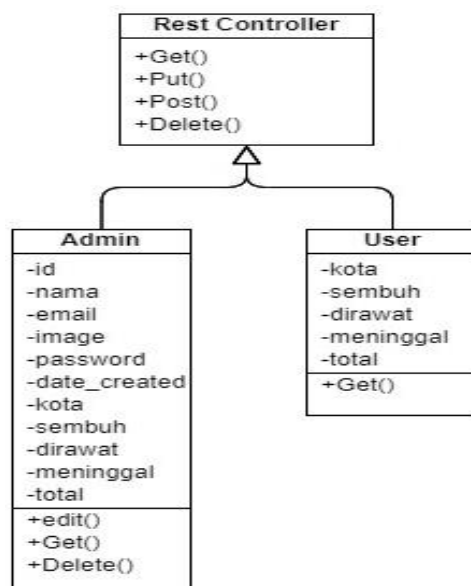 Rest Controller
+Get()
+Put()
+Post()
+Delete()
Admin
-id
-nama
-email
-image
-password
-date_created
-kota
-sembuh
-dirawat
-meninggal
-total
+edit()
+Get()
+Delete()
User
-kota
-sembuh
-dirawat
-meninggal
-total
+Get()